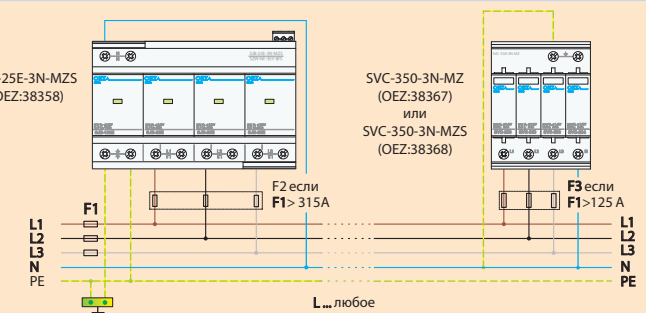 -25E-3N-MZS
OEZ:38358)
SVC-350-3N-MZ
(OEZ:38367)
или
SVC-350-3N-MZS
(OEZ:38368)
F2 если
F1> 315A
F3 если
F1>125 A
F1
L1
L2
L3
N
PE
L1
L2
L3
N
PE
L ... любое